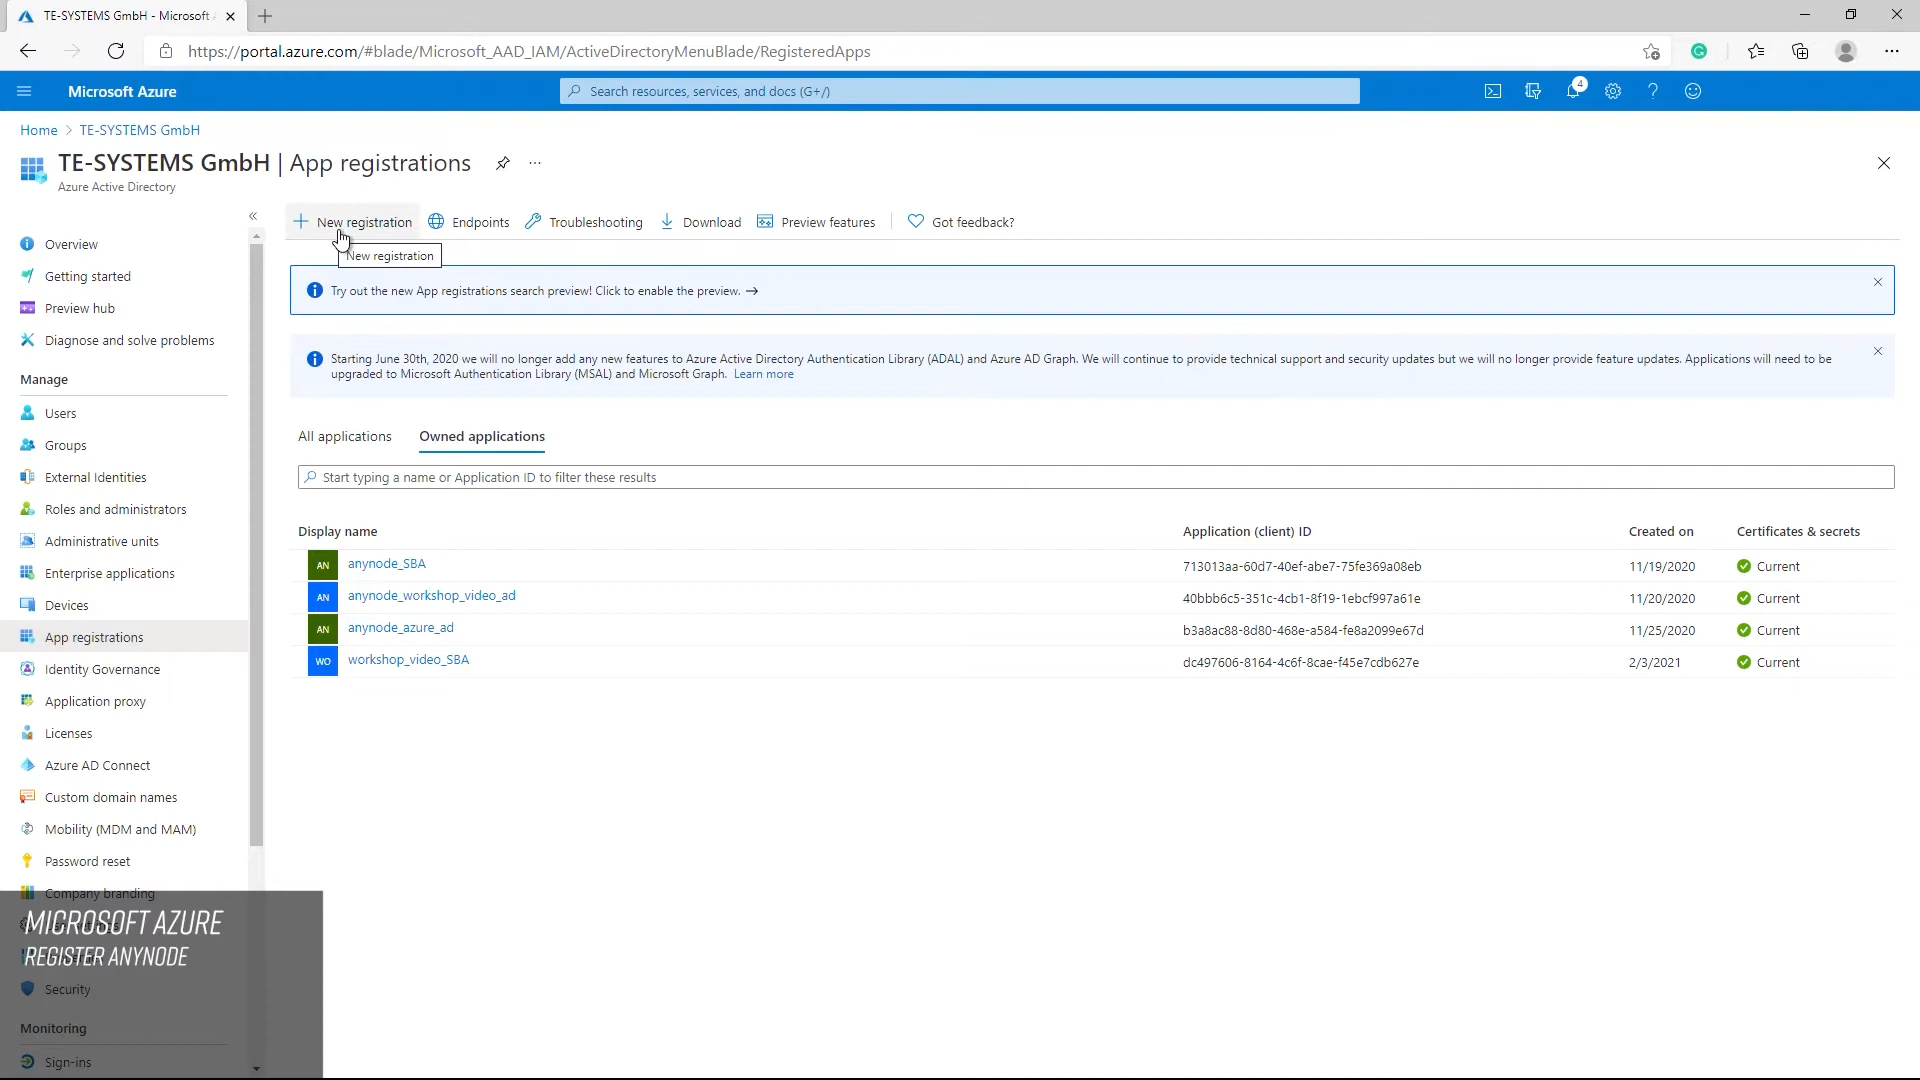 TE-SYSTEMS GmbH - Microsoft
https://portal.azure.com/#blade/Microsoft_AAD_IAM/ActiveDirectoryMenuBlade/RegisteredApps
Microsoft Azure
Search resources, services, and docs (G+/)
4
Home > TE-SYSTEMS GmbH
TE-SYSTEMS GmbH | App registrations
Azure Active Directory
Overview
Getting started
Preview hub
Diagnose and solve problems
Manage
Users
Groups
External Identities
Roles and administrators
Administrative units
Enterprise applications
Devices
App registrations
Identity Governance
Application proxy
Licenses
Azure AD Connect
Custom domain names
Mobility (MDM and MAM)
Password reset
Company branding
MICROSOFT AZURE
REGISTER ANYNODE
Security
Monitoring
Sign-ins
New registration Endpoints Troubleshooting Download Preview features Got feedback?
New registration
Try out the new App registrations search preview! Click to enable the preview. →
Starting June 30th, 2020 we will no longer add any new features to Azure Active Directory Authentication Library (ADAL) and Azure AD Graph. We will continue to provide technical support and security updates but we will no longer provide feature updates. Applications will need to be
upgraded to Microsoft Authentication Library (MSAL) and Microsoft Graph. Learn more
All applications Owned applications
Start typing a name or Application ID to filter these results
Display name Application (client) ID Created on Certificates & secrets
AN anynode_SBA 713013aa-60d7-40ef-abe7-75fe369a08eb 11/19/2020 Current
AN anynode_workshop_video_ad 40bbb6c5-351c-4cb1-8f19-1ebcf997a61e 11/20/2020 Current
AN anynode_azure_ad b3a8ac88-8d80-468e-a584-fe8a2099e67d 11/25/2020 Current
WO workshop_video_SBA dc497606-8164-4c6f-8cae-f45e7cdb627e 2/3/2021 Current